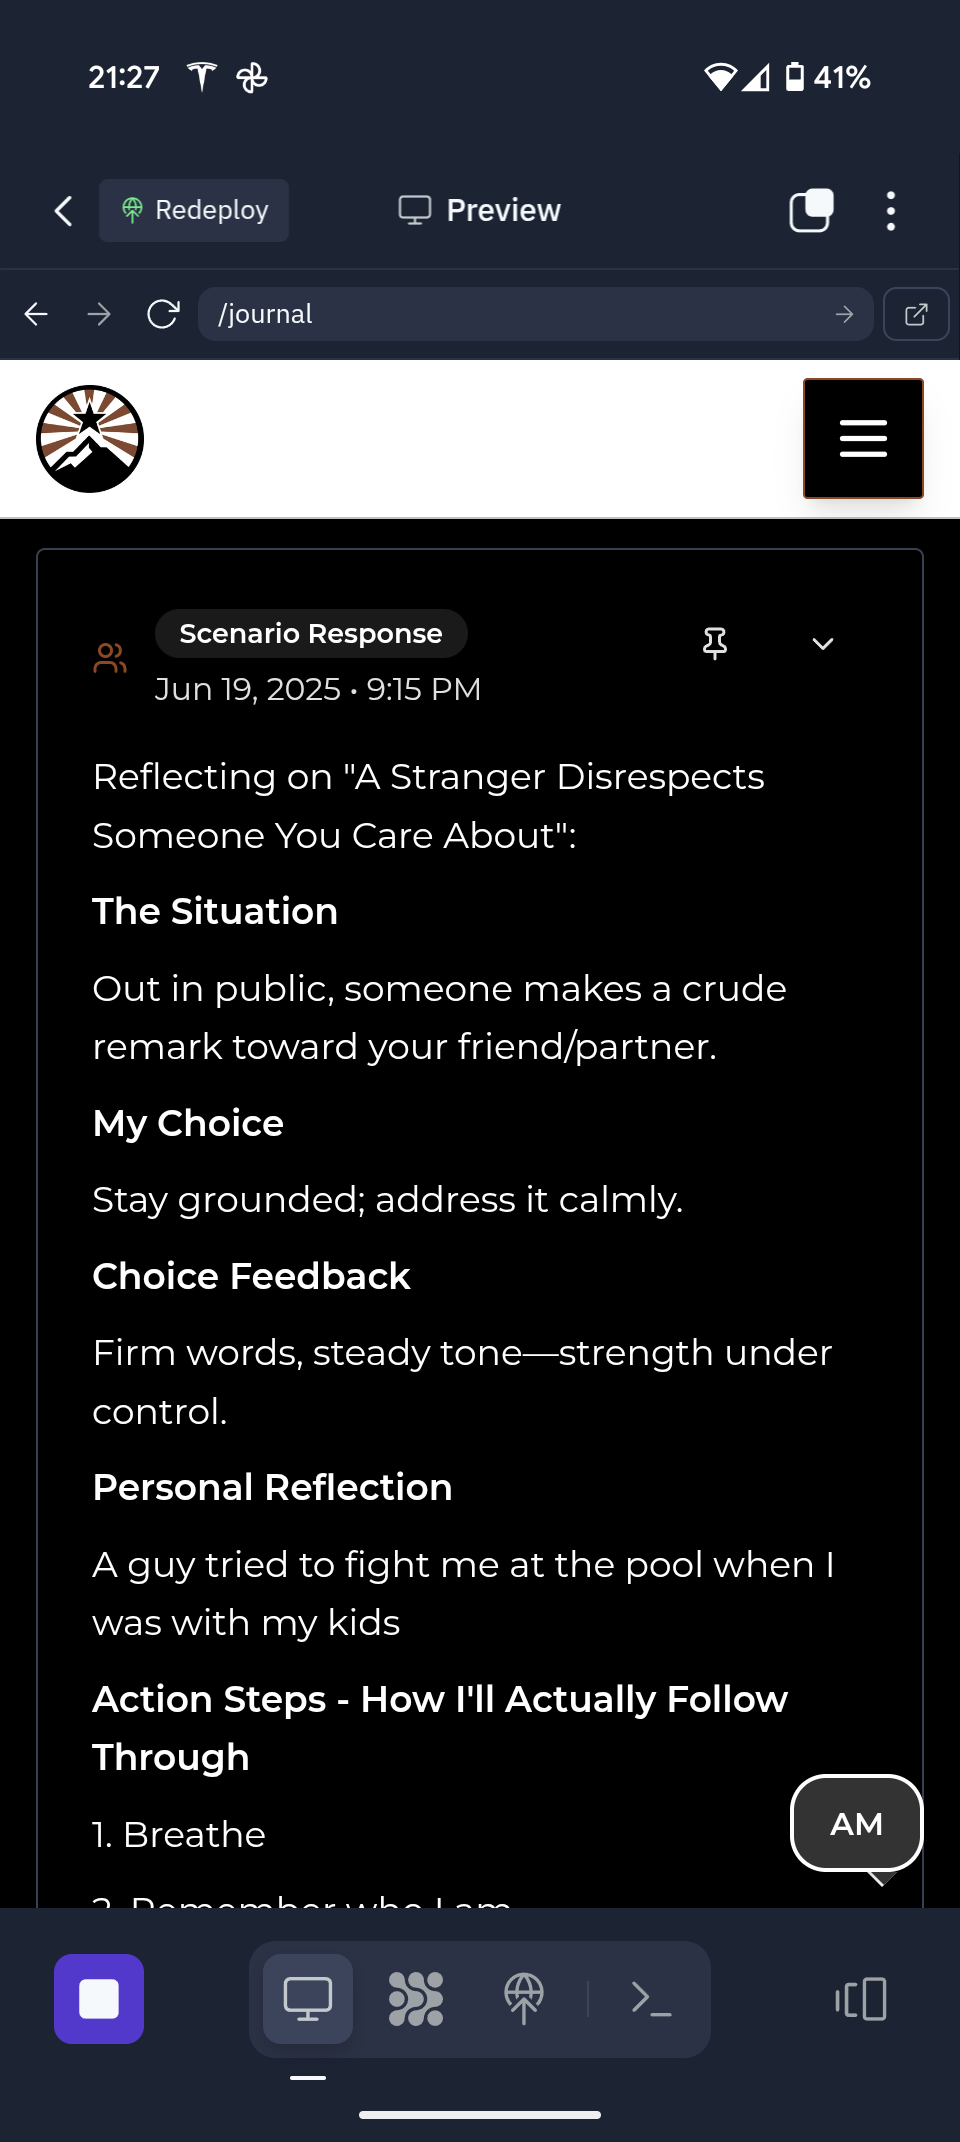 21:27
41%
Redeploy
Preview
/journal
Scenario Response
Jun 19, 2025 • 9:15 PM
Reflecting on "A Stranger Disrespects
Someone You Care About":
The Situation
Out in public, someone makes a crude
remark toward your friend/partner.
My Choice
Stay grounded; address it calmly.
Choice Feedback
Firm words, steady tone—strength under
control.
Personal Reflection
A guy tried to fight me at the pool when I
was with my kids
Action Steps - How I'll Actually Follow
Through
1. Breathe
AM
2. Remember who I am